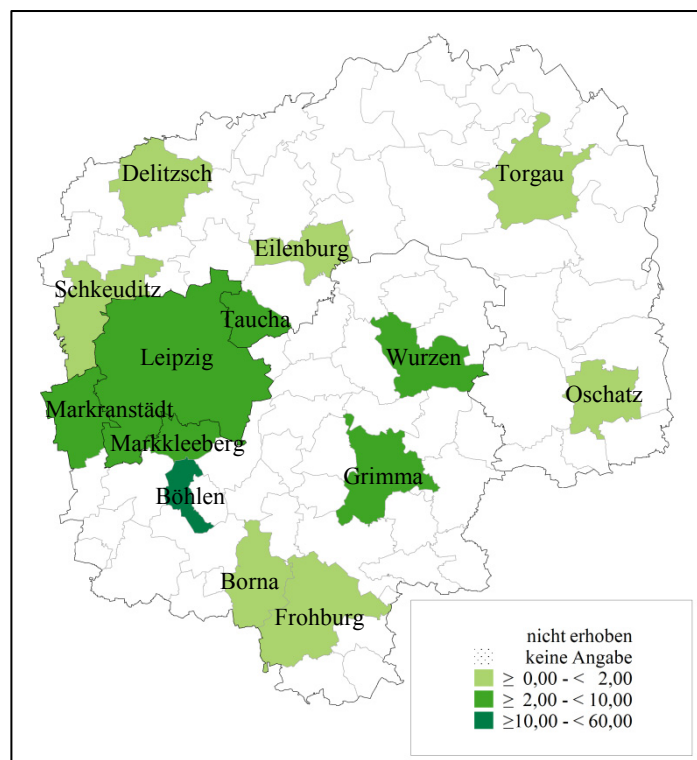 Delitzsch
Torgau
Eilenburg
Schkeuditz
Taucha
Leipzig
Wurzen
Oschatz
Markranstädt
Markkleeberg
Grimma
Böhlen
Borna
Frohburg
nicht erhoben
keine Angabe
≥ 0,00 - < 2,00
≥ 2,00 - < 10,00
≥10,00 - < 60,00